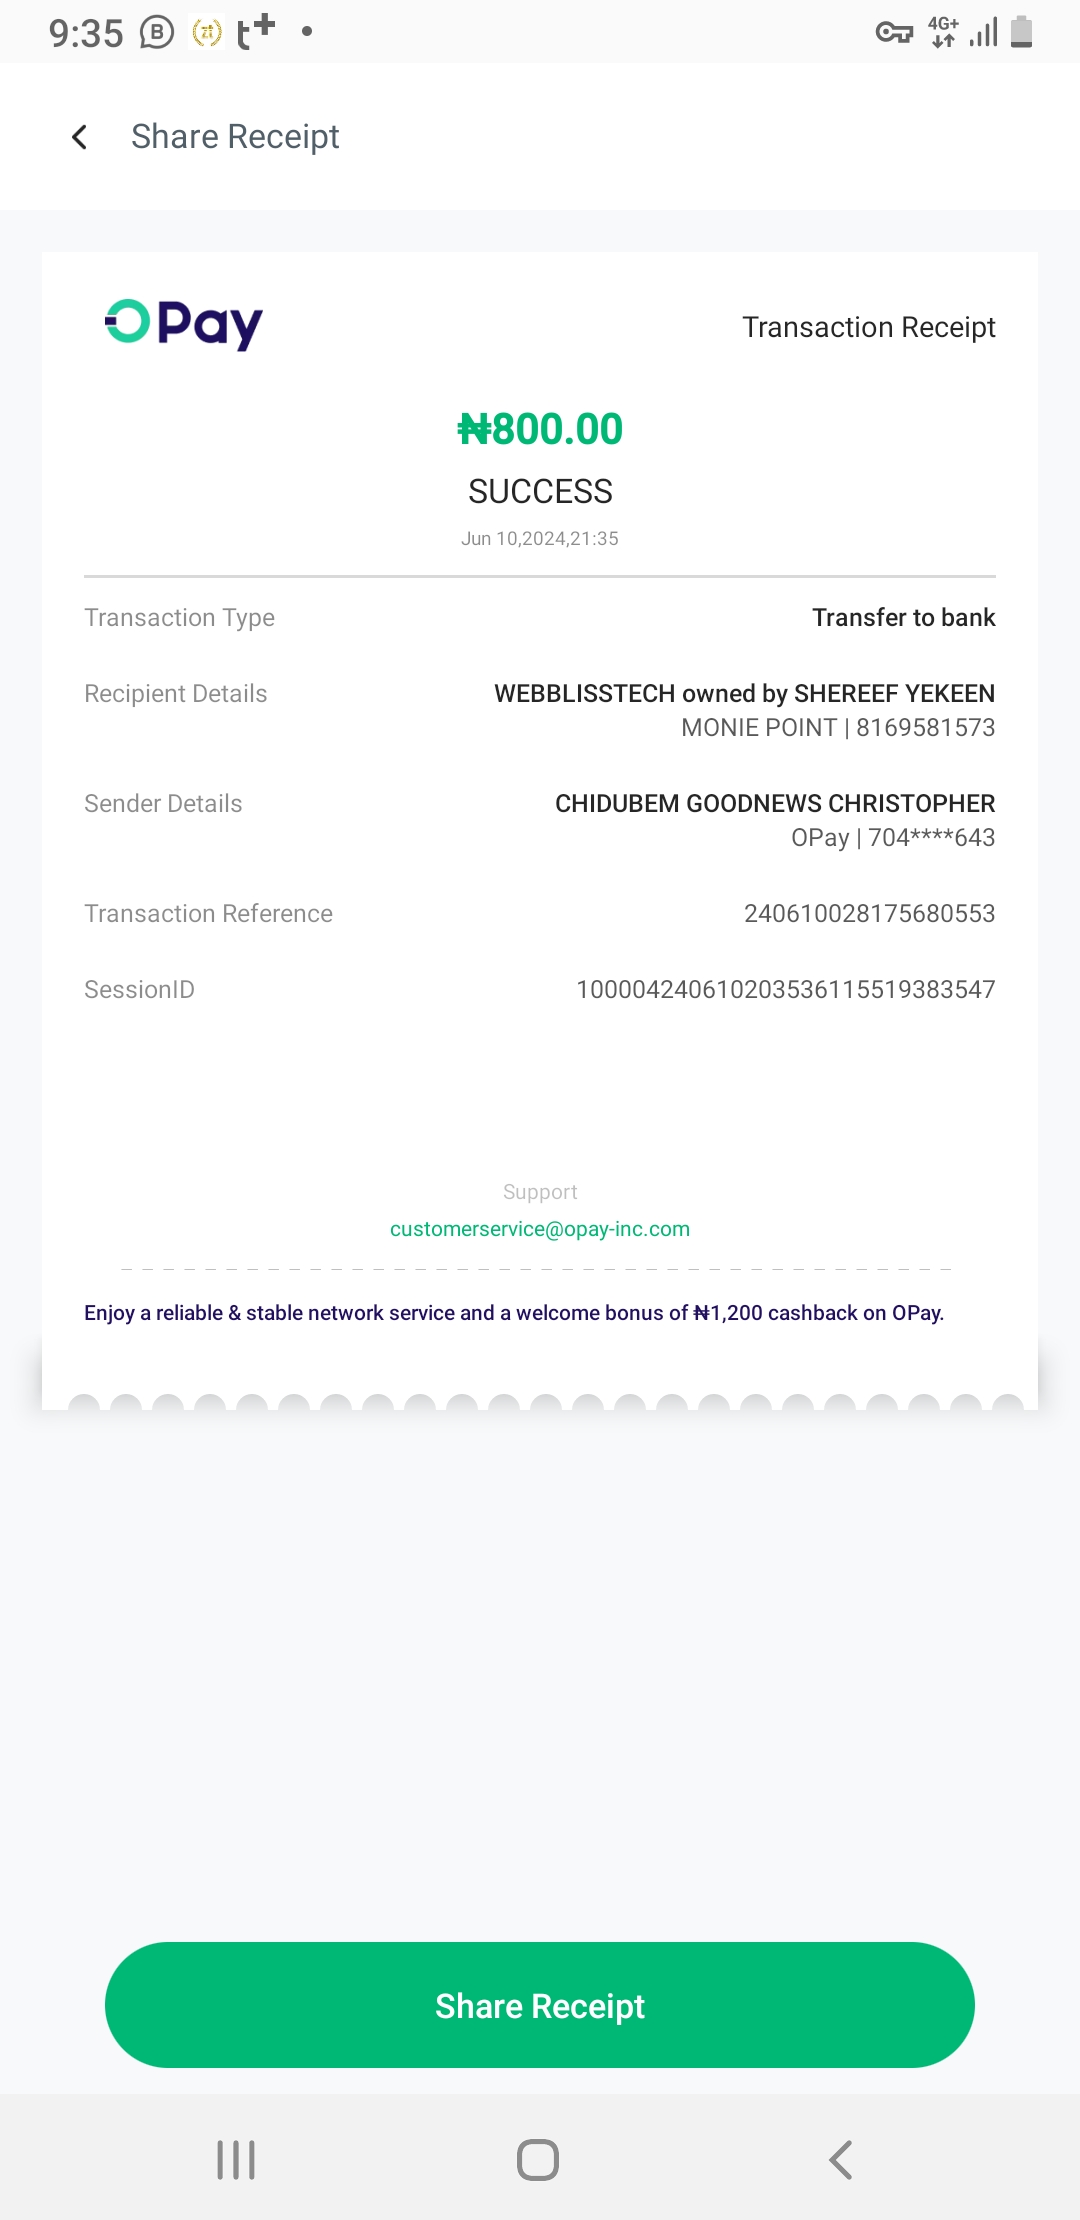 9:35
4G+
Share Receipt
OPay
Transaction Receipt
₦800.00
SUCCESS
Jun 10,2024,21:35
Transaction Type Transfer to bank
Recipient Details WEBBLISSTECH owned by SHEREEF YEKEEN
MONIE POINT | 8169581573
Sender Details CHIDUBEM GOODNEWS CHRISTOPHER
OPay | 704****643
Transaction Reference 240610028175680553
SessionID 100004240610203536115519383547
Support
customerservice@opay-inc.com
Enjoy a reliable & stable network service and a welcome bonus of ₦1,200 cashback on OPay.
Share Receipt